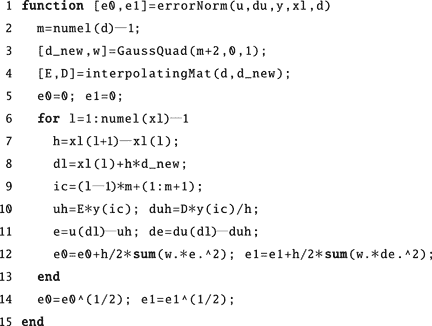 1 function [e0,e1]=errorNorm(u,du,y,xl,d)
2 m=numel(d)—1;
3 [d_new,w]=GaussQuad(m+2,0,1);
4 [E,D]=interpolatingMat(d,d_new);
5 e0=0; e1=0;
6 for l=1:numel(xl)—1
7 h=xl(l+1)—xl(l);
8 dl=xl(l)+h*d_new;
9 ic=(l—1)*m+(1:m+1);
10 uh=E*y(ic); duh=D*y(ic)/h;
11 e=u(dl)—uh; de=du(dl)—duh;
12 e0=e0+h/2*sum(w.*e.^2); e1=e1+h/2*sum(w.*de.^2);
13 end
14 e0=e0^(1/2); e1=e1^(1/2);
15 end